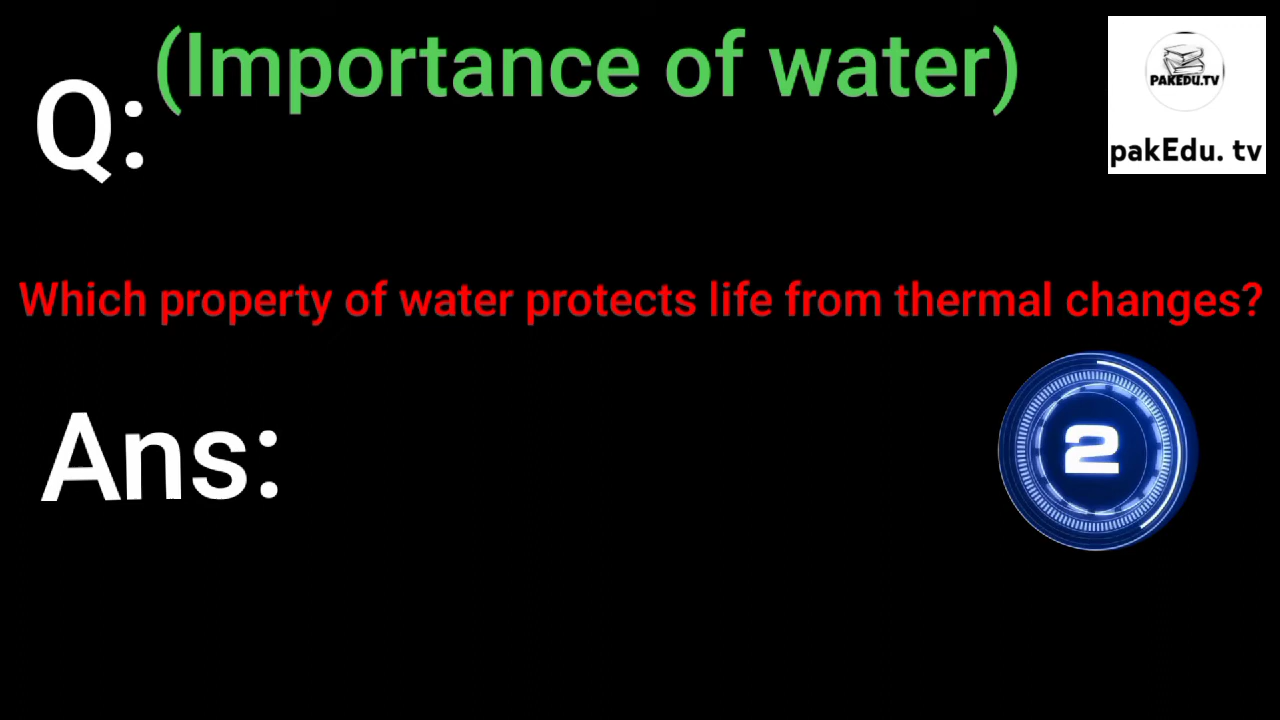 (Importance of water)
Q:
PAKEDU.TV
pakEdu. tv
Which property of water protects life from thermal changes?
Ans:
2